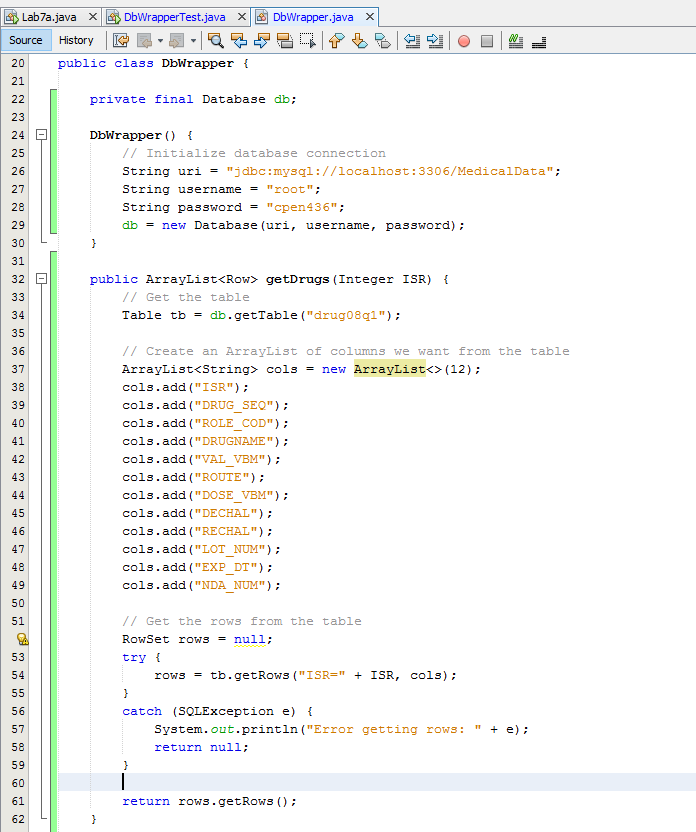 Lab7a.java DbWrapperTest.java DbWrapper.java
Source History
20 public class DbWrapper {
21
22     private final Database db;
23
24     DbWrapper() {
25         // Initialize database connection
26         String uri = "jdbc:mysql://localhost:3306/MedicalData";
27         String username = "root";
28         String password = "cpen436";
29         db = new Database(uri, username, password);
30     }
31
32     public ArrayList<Row> getDrugs(Integer ISR) {
33         // Get the table
34         Table tb = db.getTable("drug08q1");
35
36         // Create an ArrayList of columns we want from the table
37         ArrayList<String> cols = new ArrayList<>(12);
38         cols.add("ISR");
39         cols.add("DRUG_SEQ");
40         cols.add("ROLE_COD");
41         cols.add("DRUGNAME");
42         cols.add("VAL_VBM");
43         cols.add("ROUTE");
44         cols.add("DOSE_VBM");
45         cols.add("DECHAL");
46         cols.add("RECHAL");
47         cols.add("LOT_NUM");
48         cols.add("EXP_DT");
49         cols.add("NDA_NUM");
50
51         // Get the rows from the table
RowSet rows = null;
53         try {
54             rows = tb.getRows("ISR=" + ISR, cols);
55         }
56         catch (SQLException e) {
57             System.out.println("Error getting rows: " + e);
58             return null;
59         }
60
61         return rows.getRows();
62     }